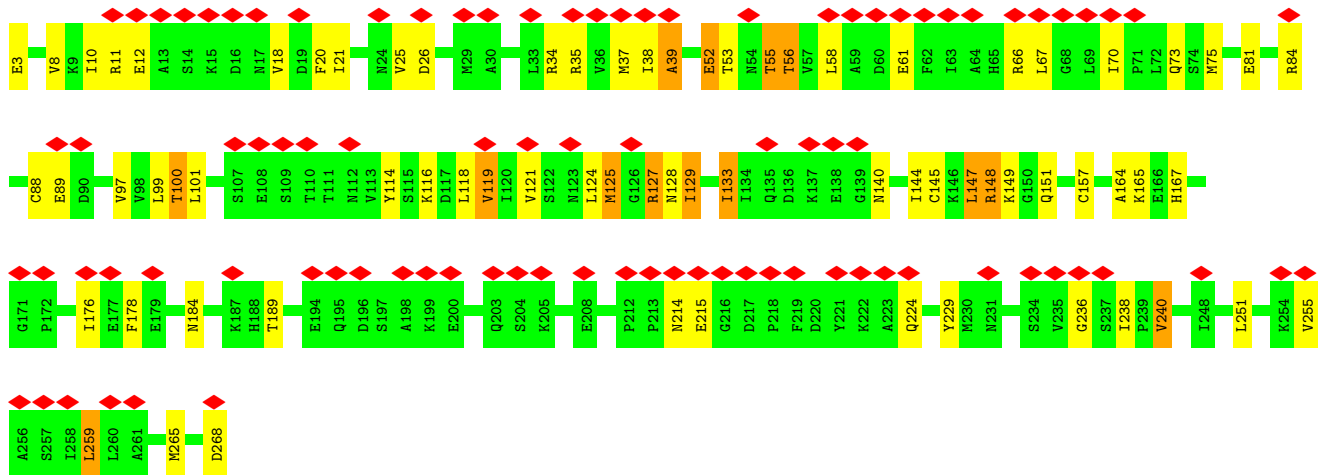 E3 V8 K9 I10 R11 E12 A13 S14 K15 D16 N17 V18 D19 F20 I21 N24 V25 D26 M29 A30 L33 R34 R35 V36 M37 I38 A39 E52 T53 N54 T55 T56 V57 L58 A59 D60 E61 F62 I63 A64 H65 R66 L67 G68 L69 I70 P71 L72 Q73 S74 M75 E81 R84
C88 E89 D90 V97 V98 L99 T100 L101 S107 E108 S109 T110 T111 N112 V113 Y114 S115 K116 D117 L118 V119 I120 V121 S122 N123 L124 M125 G126 R127 N128 I129 I133 I134 Q135 D136 K137 E138 G139 N140 I144 C145 K146 L147 R148 K149 G150 Q151 C157 A164 K165 E166 H167
G171 P172 I176 E177 F178 E179 N184 K187 H188 T189 E194 Q195 D196 S197 A198 K199 E200 Q203 S204 K205 E208 P212 P213 N214 E215 G216 D217 P218 F219 D220 Y221 K222 A223 Q224 Y229 M230 N231 S234 V235 G236 S237 I238 P239 V240 I248 L251 K254 V255
A256 S257 I258 L259 L260 A261 M265 D268